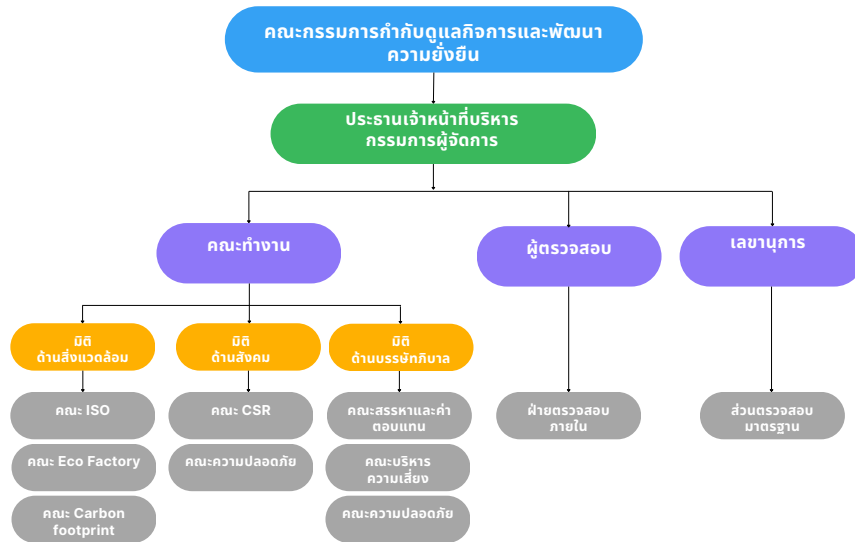 คณะกรรมการกำกับดูแลกิจการและพัฒนา
ความยั่งยืน
ประธานเจ้าหน้าที่บริหาร
กรรมการผู้จัดการ
คณะทำงาน
ผู้ตรวจสอบ
เลขานุการ
มิติ
ด้านสิ่งแวดล้อม
มิติ
ด้านสังคม
มิติ
ด้านบรรษัทภิบาล
คณะ ISO
คณะ CSR
คณะสรรหาและค่า
ตอบแทน
ฝ่ายตรวจสอบ
ภายใน
ส่วนตรวจสอบ
มาตรฐาน
คณะ Eco Factory
คณะความปลอดภัย
คณะบริหาร
ความเสี่ยง
คณะ Carbon
footprint
คณะความปลอดภัย